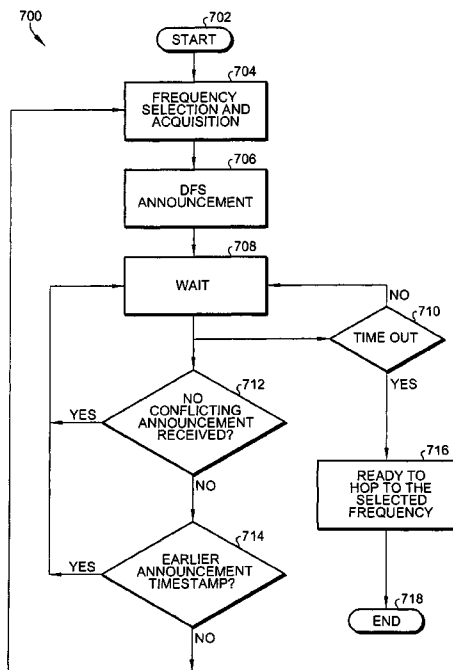 700
702
START
704
FREQUENCY
SELECTION AND
ACQUISITION
706
DFS
ANNOUNCEMENT
708
WAIT
NO
710
TIME OUT
YES
712
NO
CONFLICTING
ANNOUNCEMENT
RECEIVED?
YES
NO
716
READY TO
HOP TO THE
SELECTED
FREQUENCY
714
EARLIER
ANNOUNCEMENT
TIMESTAMP?
YES
NO
718
END